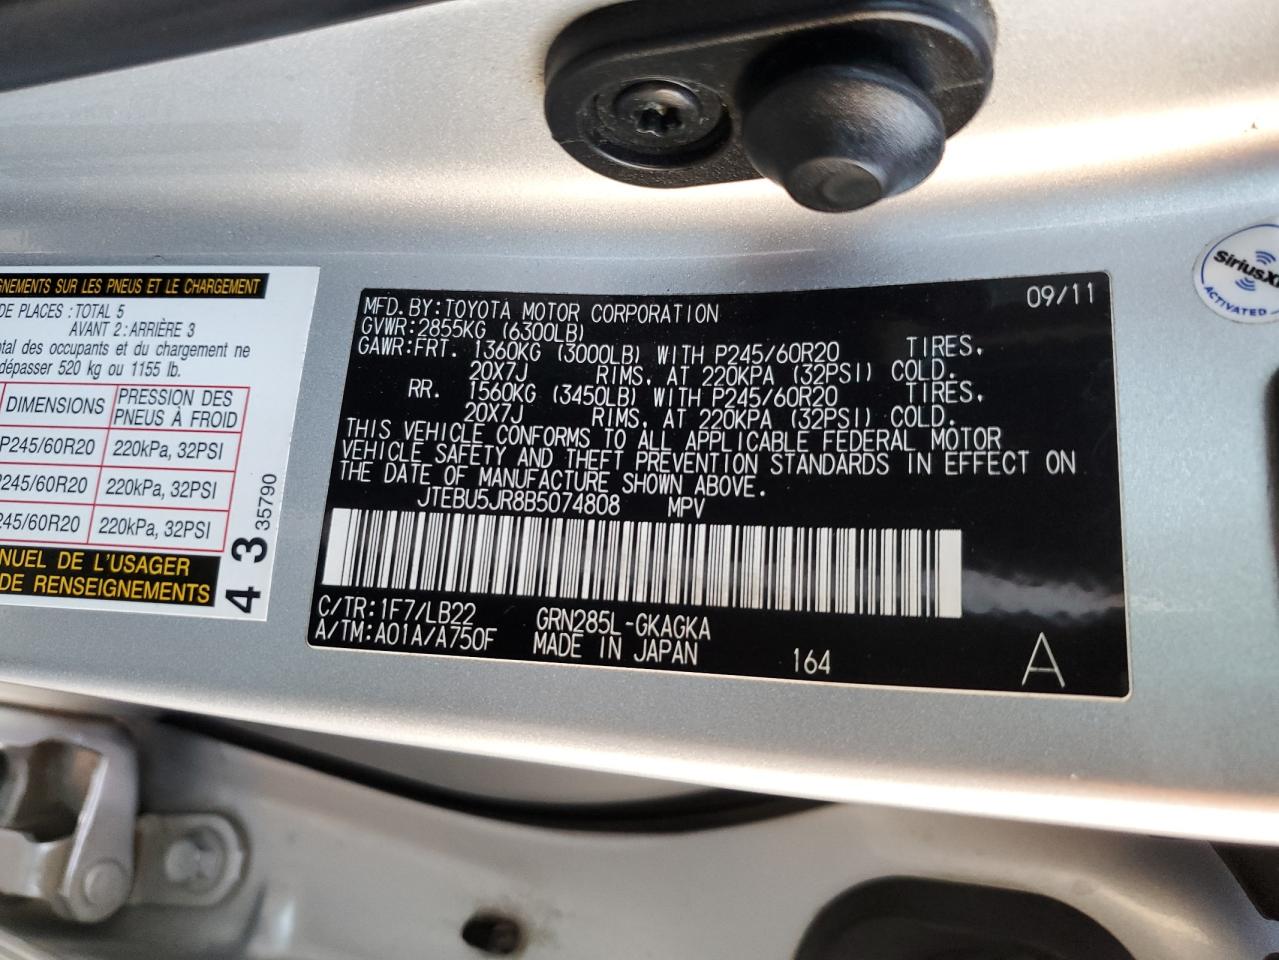 GNEMENTS SUR LES PNEUS ET LE CHARGEMENT
DE PLACES : TOTAL 5
AVANT 2 : ARRIÈRE 3
tal des occupants et du chargement ne
dépasser 520 kg ou 1155 lb.
DIMENSIONS PRESSION DES PNEUS À FROID
P245/60R20 220kPa, 32PSI
P245/60R20 220kPa, 32PSI
245/60R20 220kPa, 32PSI
NUEL DE L'USAGER
DE RENSEIGNEMENTS
4 3 35790
MFD. BY: TOYOTA MOTOR CORPORATION 09/11
GVWR: 2855KG (6300LB)
GAWR: FRT. 1360KG (3000LB) WITH P245/60R20 TIRES,
20X7J RIMS, AT 220KPA (32PSI) COLD.
RR. 1560KG (3450LB) WITH P245/60R20 TIRES,
20X7J RIMS, AT 220KPA (32PSI) COLD.
THIS VEHICLE CONFORMS TO ALL APPLICABLE FEDERAL MOTOR
VEHICLE SAFETY AND THEFT PREVENTION STANDARDS IN EFFECT ON
THE DATE OF MANUFACTURE SHOWN ABOVE.
JTEBU5JR8B5074808 MPV
C/TR: 1F7/LB22 GRN285L-GKAGKA
A/TM: A01A/A750F MADE IN JAPAN 164 A
SiriusX
ACTIVATED